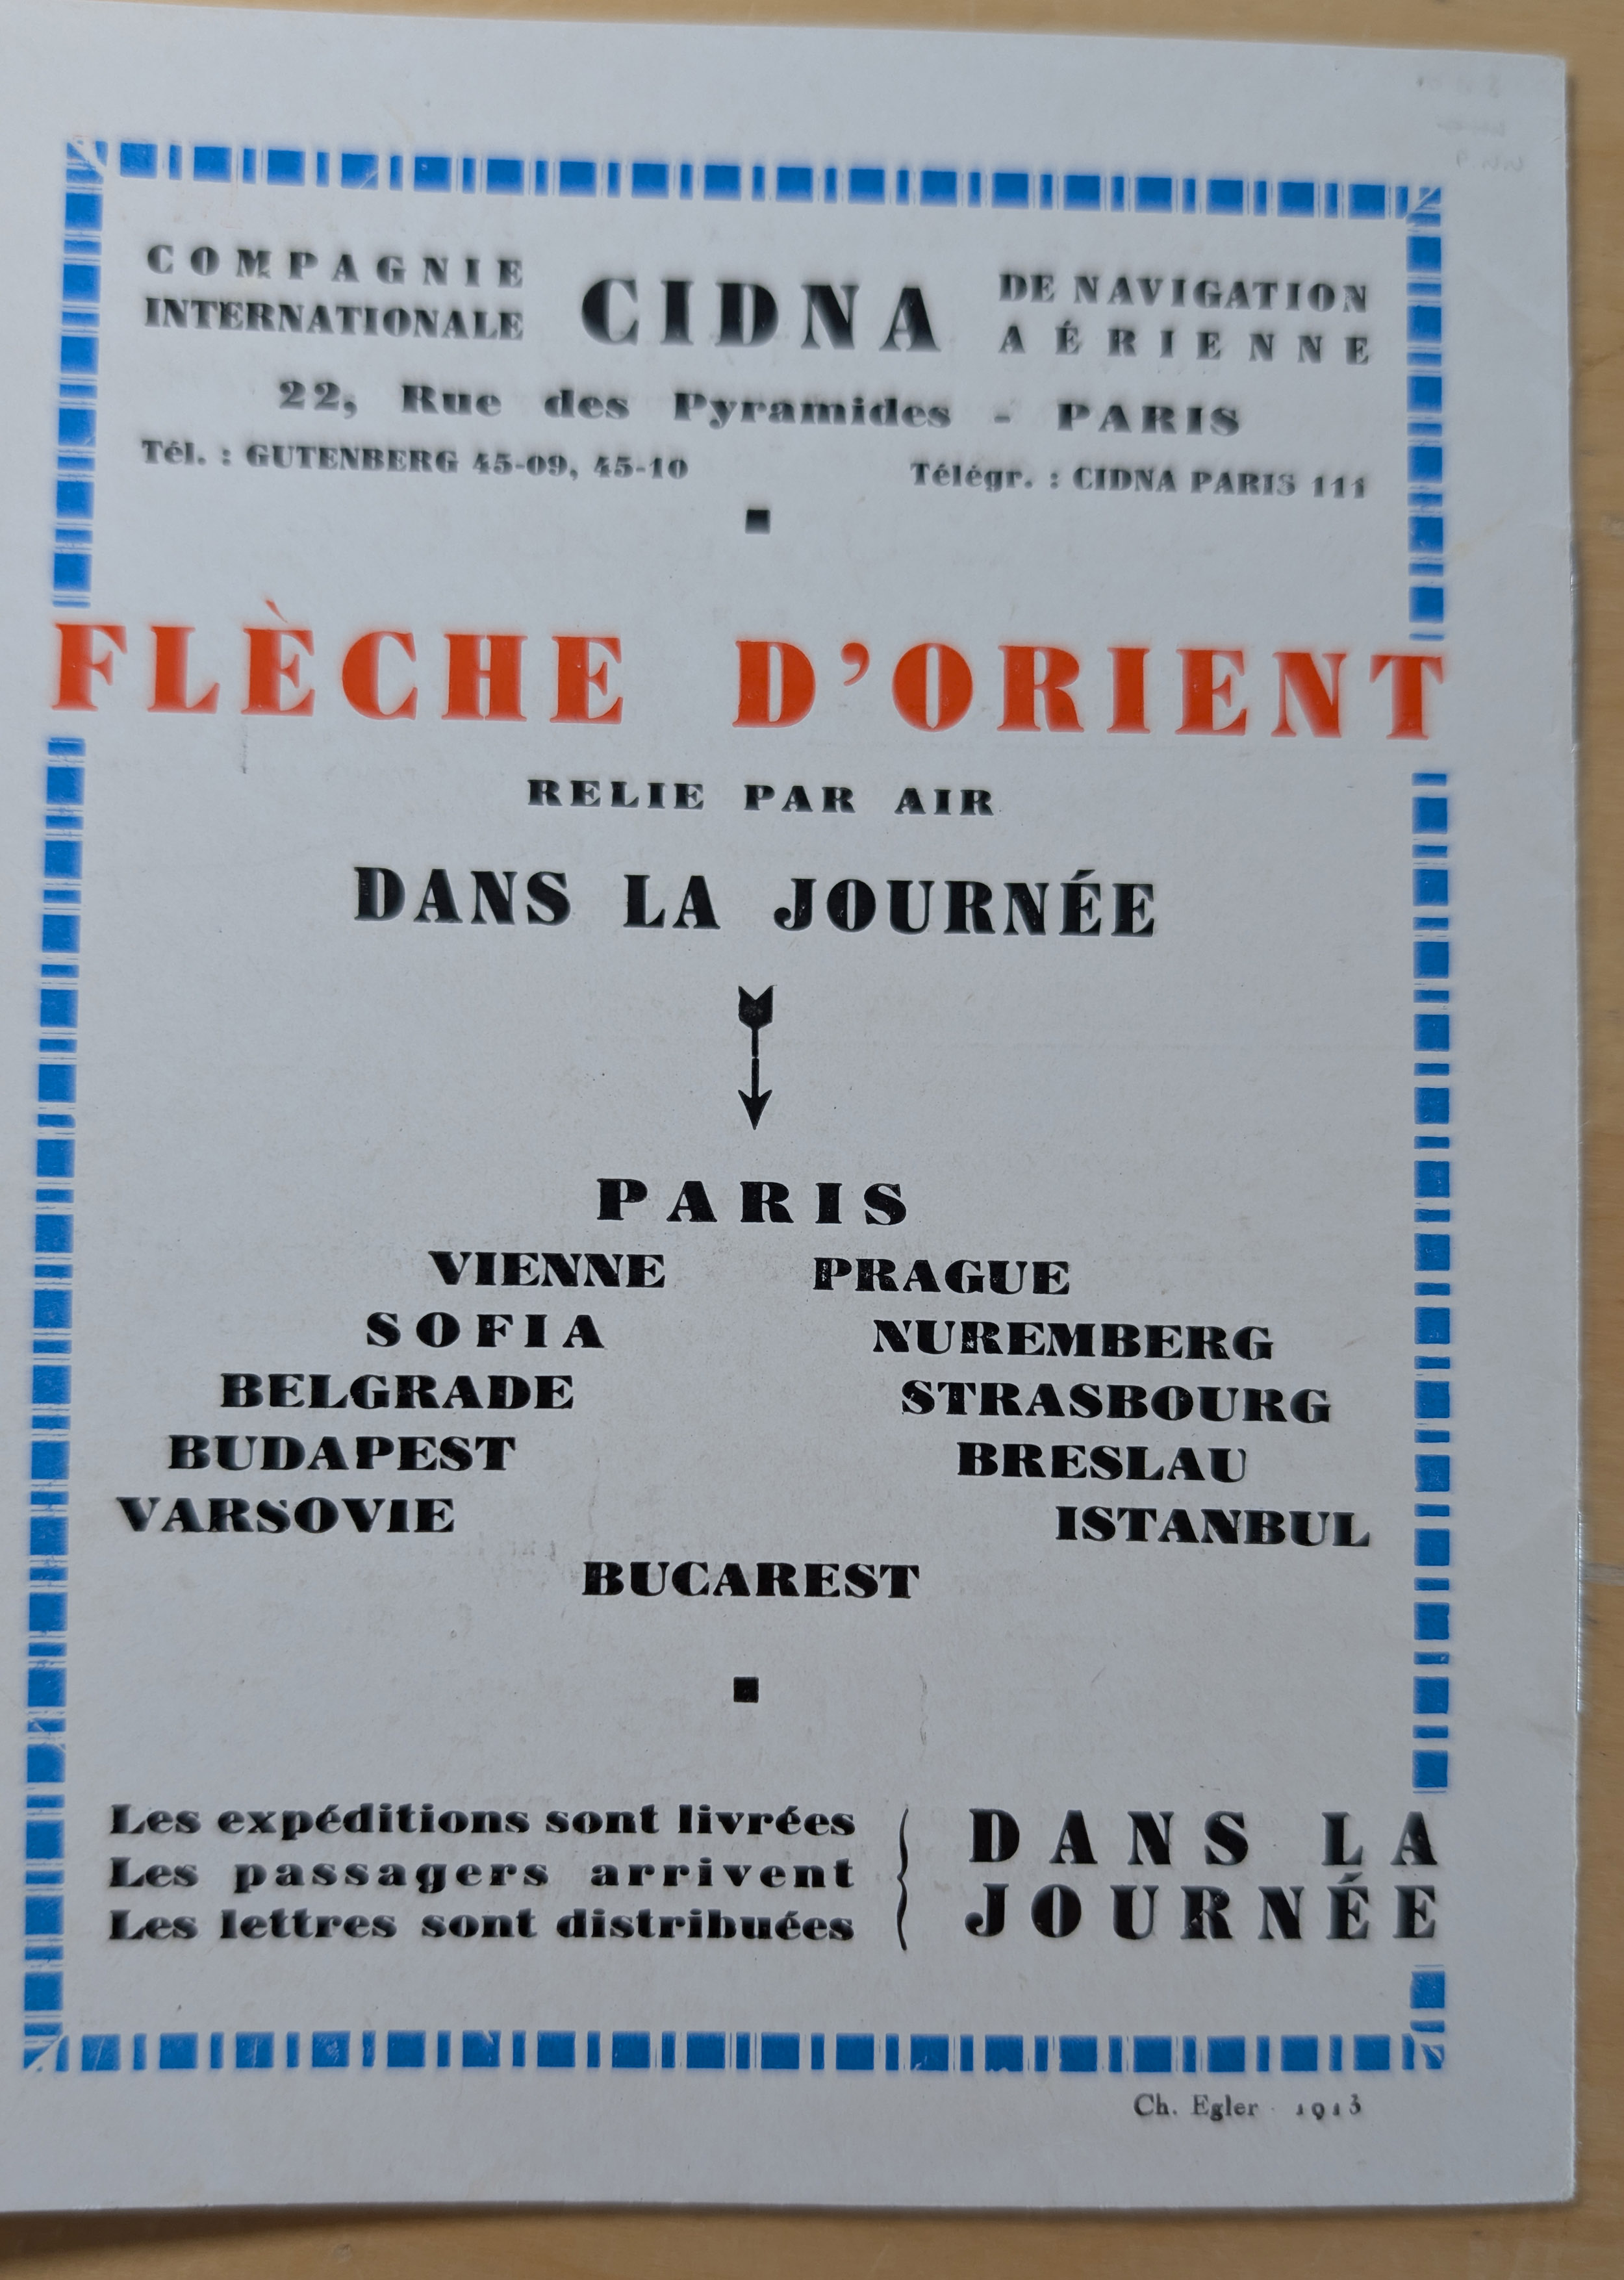 COMPAGNIE
INTERNATIONALE
CIDNA
DE NAVIGATION
AÉRIENNE
22, Rue des Pyramides - PARIS
Tél. : GUTENBERG 45-09, 45-10
Télégr. : CIDNA PARIS 111
FLÈCHE D'ORIENT
RELIE PAR AIR
DANS LA JOURNÉE
PARIS
VIENNE PRAGUE
SOFIA NUREMBERG
BELGRADE STRASBOURG
BUDAPEST BRESLAU
VARSOVIE ISTANBUL
BUCAREST
Les expéditions sont livrées
Les passagers arrivent
Les lettres sont distribuées
DANS LA
JOURNÉE
Ch. Egler 1913